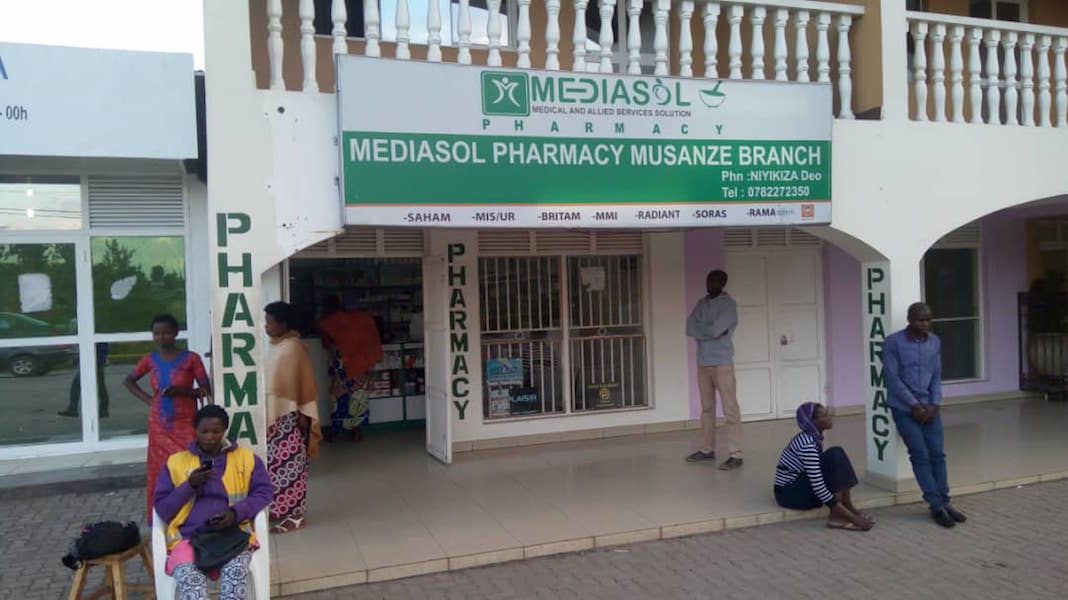 - 00h
MEDIASOL
MEDICAL AND ALLIED SERVICES SOLUTION
PHARMACY
MEDIASOL PHARMACY MUSANZE BRANCH
Phn :NIYIKIZA Deo
Tel : 0782272350
-SAHAM -MIS/UR -BRITAM -MMI -RADIANT -SORAS -RAMA
PHARMA
PHARMACY
PHARMACY